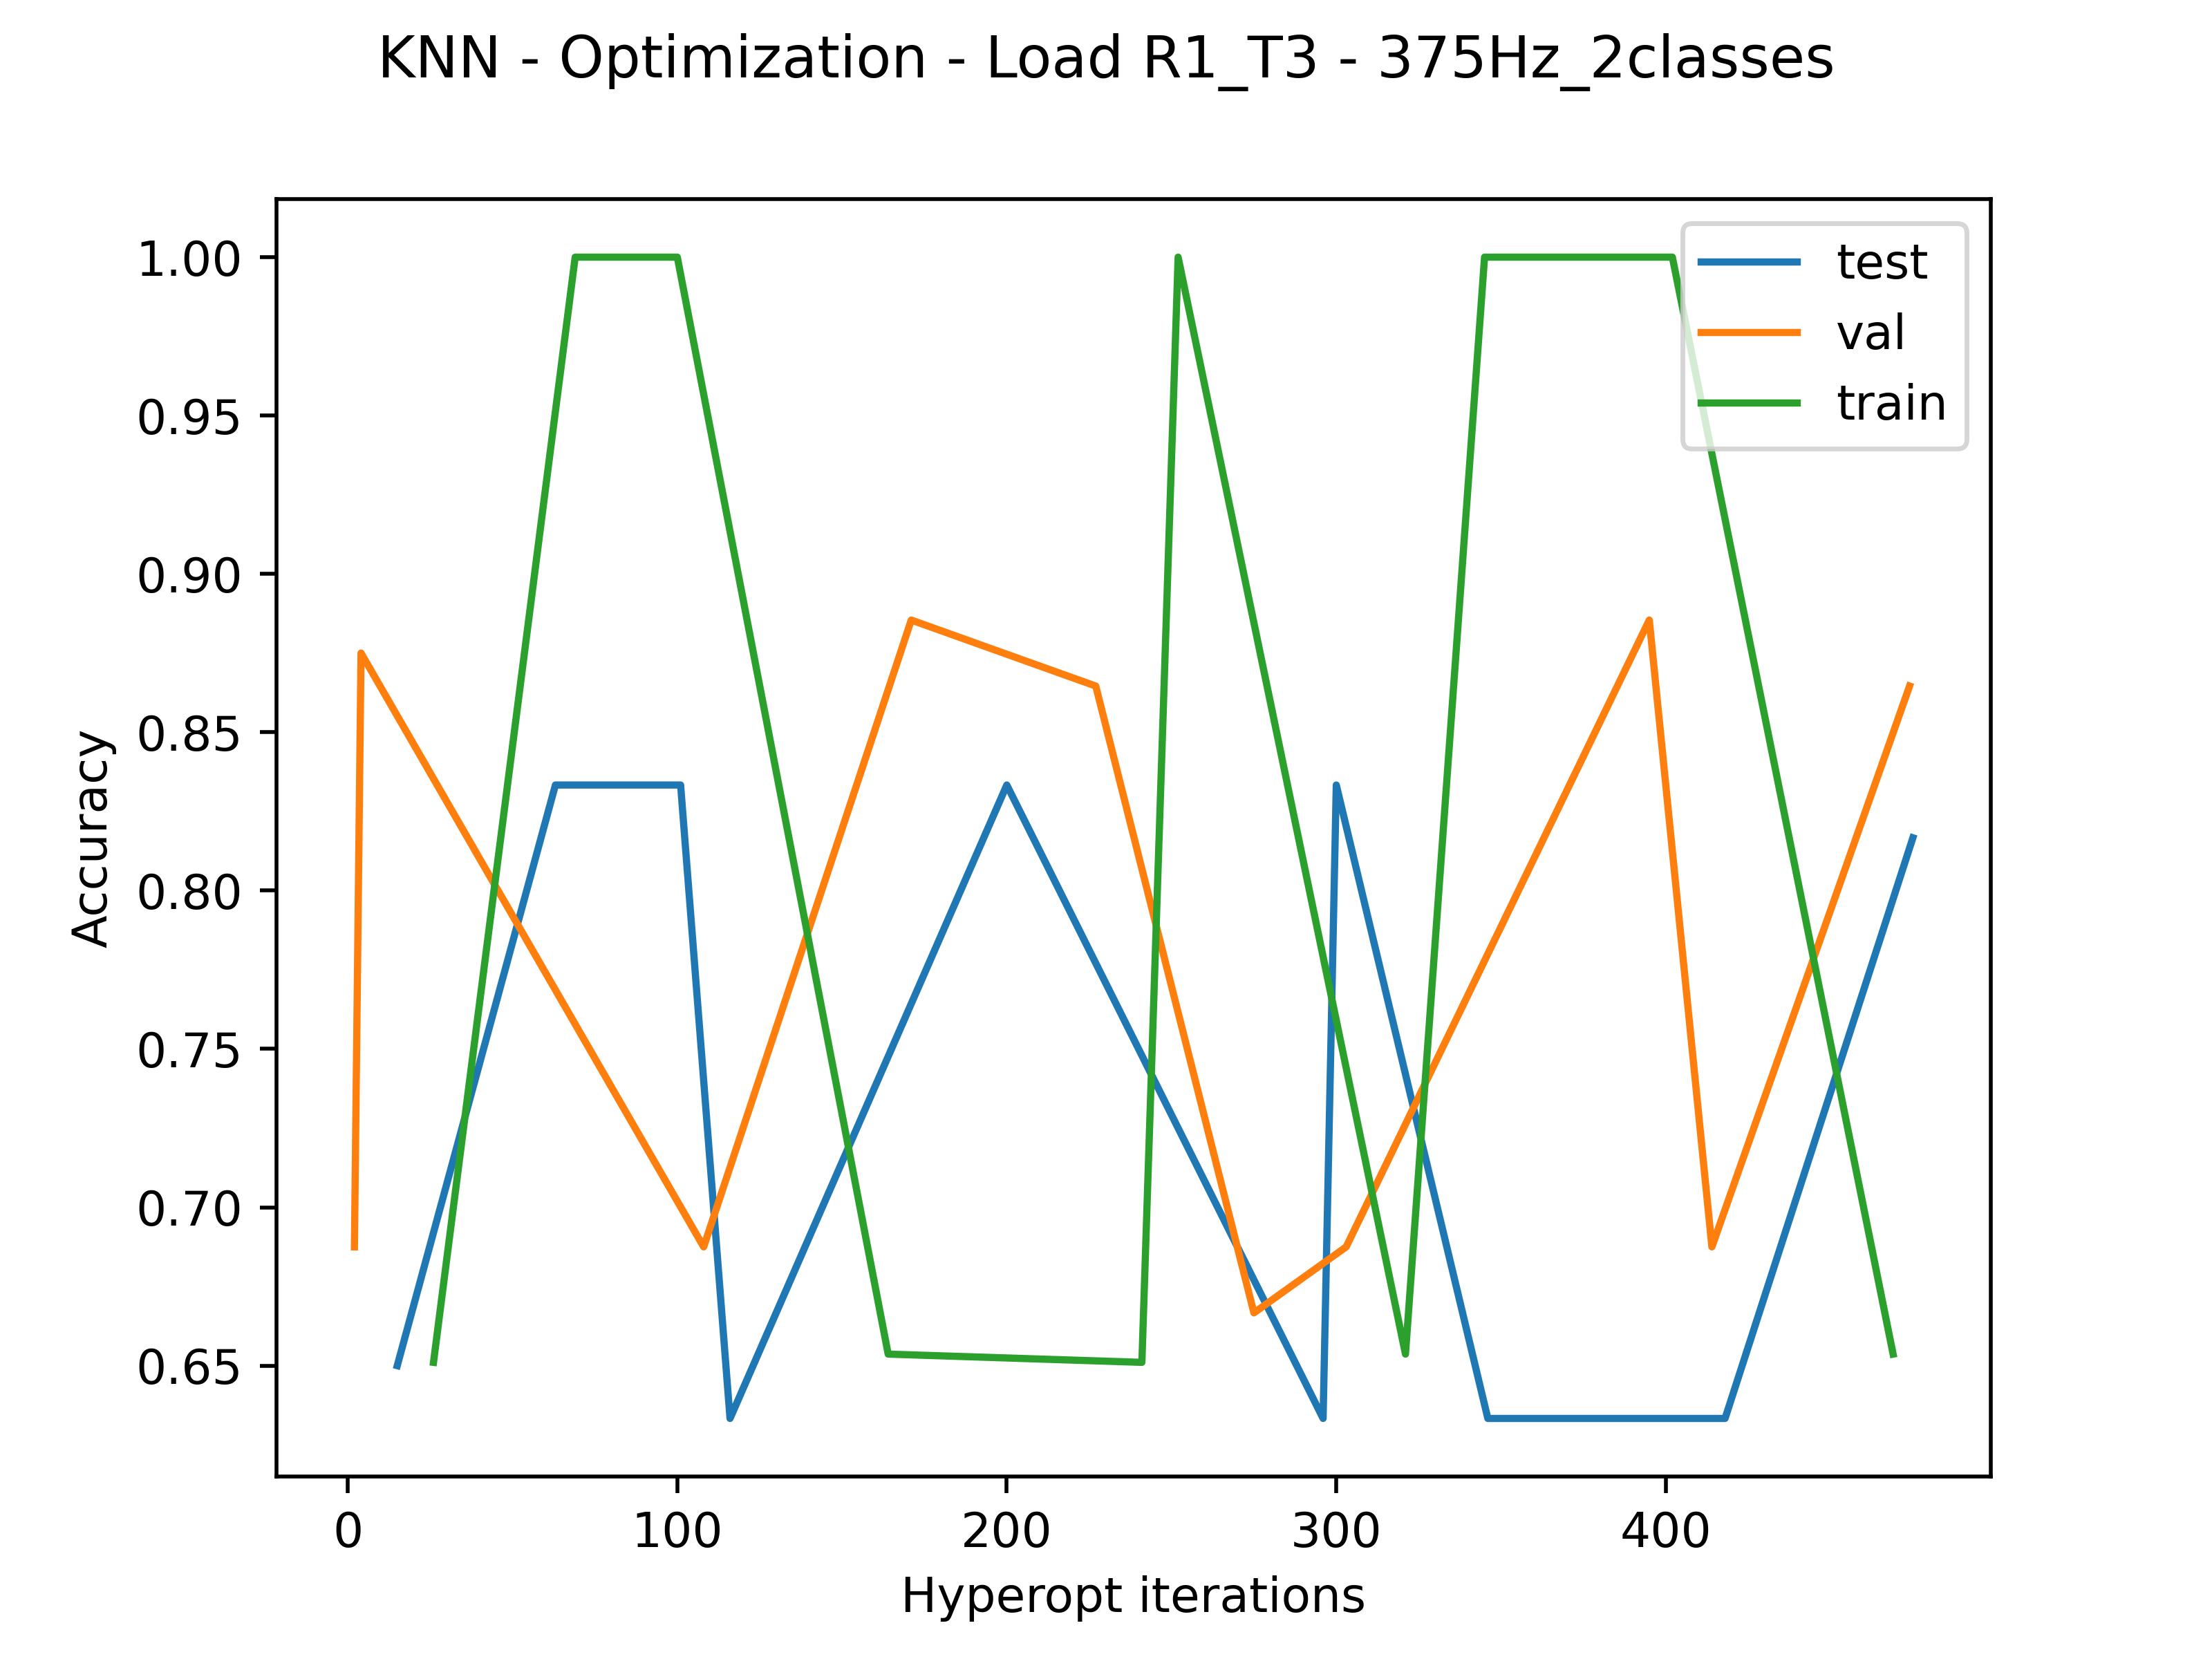 KNN - Optimization - Load R1_T3 - 375Hz_2classes
test
val
train
1.00
0.95
0.90
0.85
0.80
0.75
0.70
0.65
Accuracy
0 100 200 300 400
Hyperopt iterations